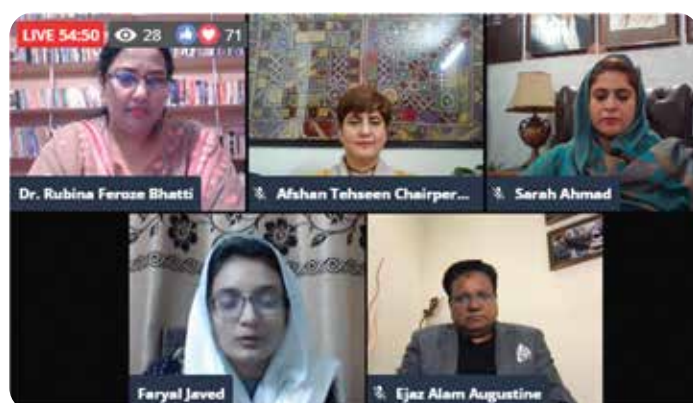 LIVE 54:50 28 71
Dr. Rubina Feroze Bhatti
Afshan Tehseen Chairper...
Sarah Ahmad
Faryal Javed
Ejaz Alam Augustine